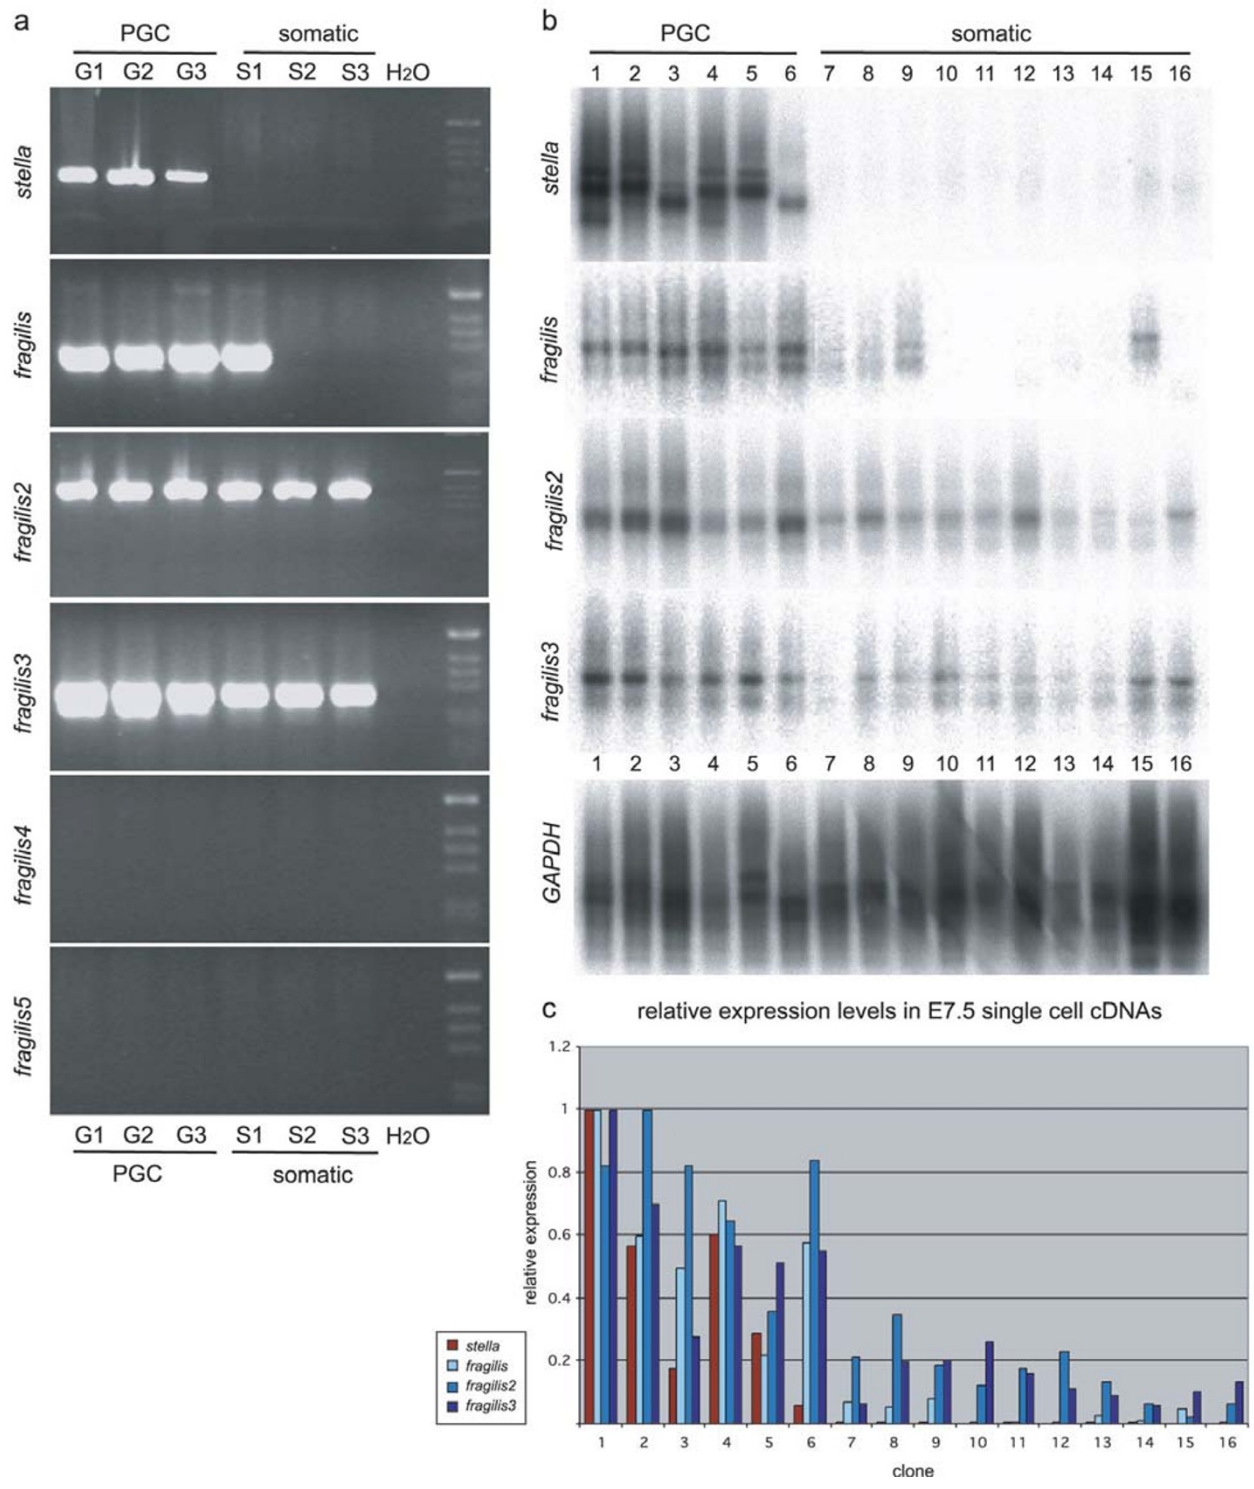 a
PGC somatic
G1 G2 G3 S1 S2 S3 H2O
stella
fragilis
fragilis2
fragilis3
fragilis4
fragilis5
G1 G2 G3 S1 S2 S3 H2O
PGC somatic
b
PGC somatic
1 2 3 4 5 6 7 8 9 10 11 12 13 14 15 16
stella
fragilis
fragilis2
fragilis3
1 2 3 4 5 6 7 8 9 10 11 12 13 14 15 16
GAPDH
c relative expression levels in E7.5 single cell cDNAs
1.2
1
0.8
0.6
0.4
0.2
relative expression
stella
fragilis
fragilis2
fragilis3
1 2 3 4 5 6 7 8 9 10 11 12 13 14 15 16
clone